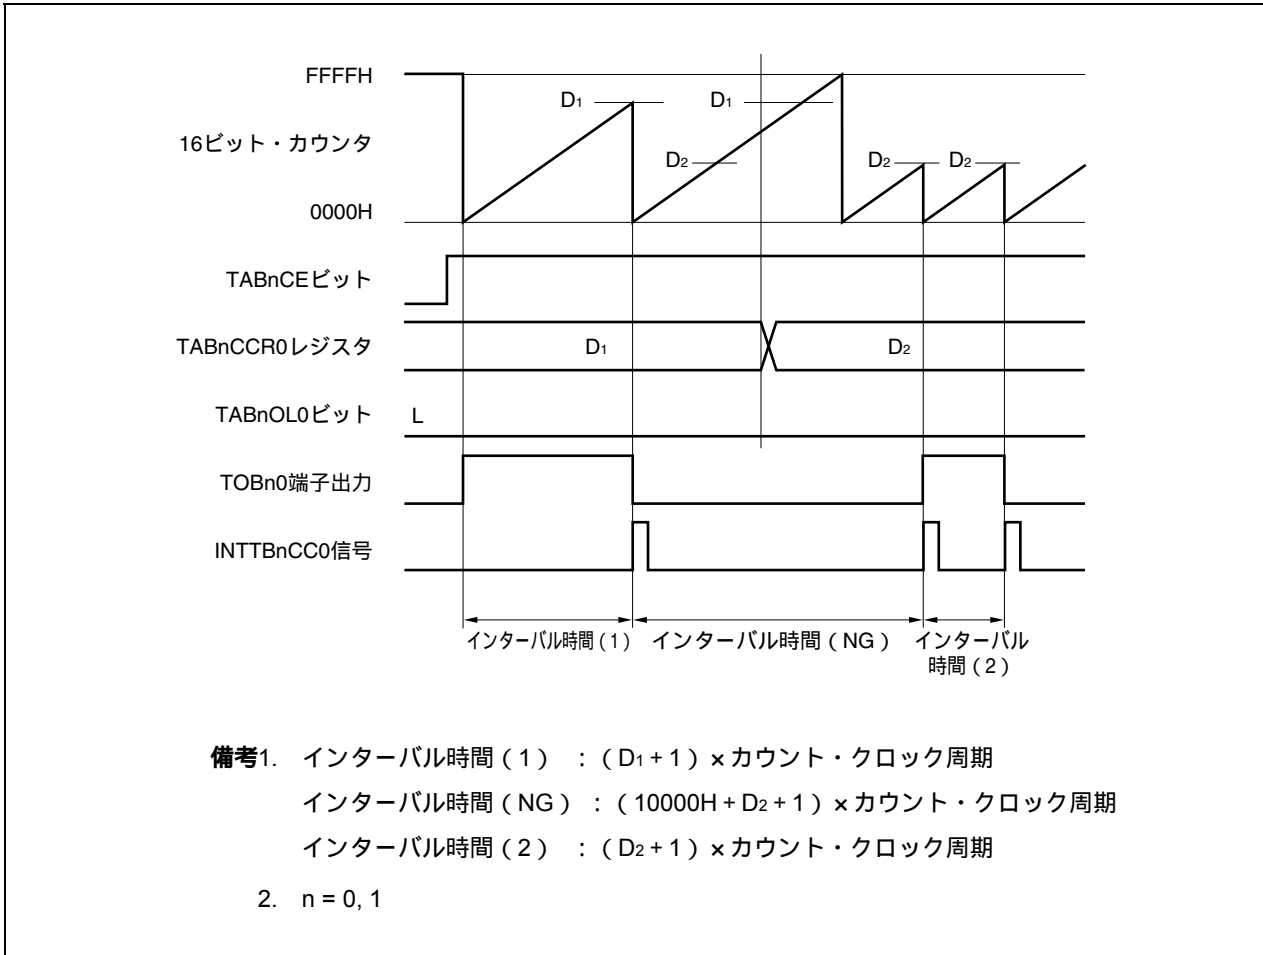 FFFFH
D1
D1
16ビット・カウンタ
D2
D2
D2
0000H
TABnCEビット
TABnCCR0レジスタ
D1
D2
TABnOL0ビット
L
TOBn0端子出力
INTTBnCC0信号
インターバル時間(1)
インターバル時間(NG)
インターバル
時間(2)
備考1. インターバル時間(1) :(D1+1)×カウント・クロック周期
インターバル時間(NG):(10000H+D2+1)×カウント・クロック周期
インターバル時間(2) :(D2+1)×カウント・クロック周期
2. n = 0, 1